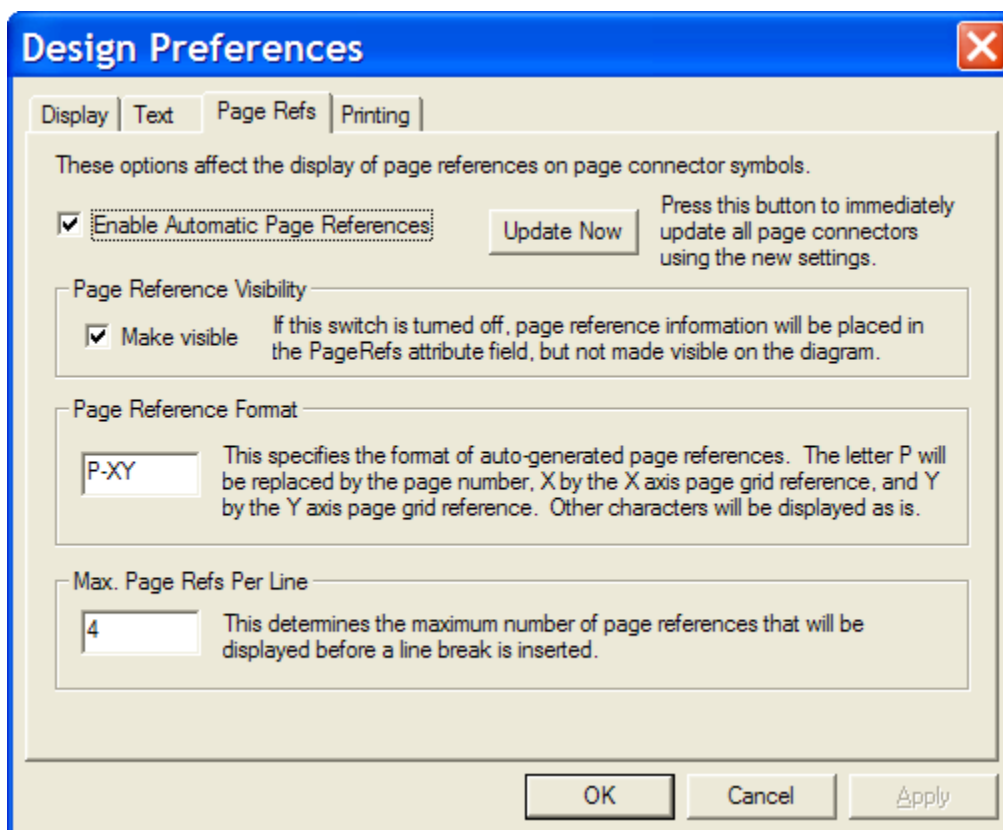 Design Preferences
Display
Text
Page Refs
Printing
These options affect the display of page references on page connector symbols.
Enable Automatic Page References
Update Now
Press this button to immediately
update all page connectors
using the new settings.
Page Reference Visibility
Make visible
If this switch is turned off, page reference information will be placed in
the PageRefs attribute field, but not made visible on the diagram.
Page Reference Format
P-XY
This specifies the format of auto-generated page references. The letter P will
be replaced by the page number, X by the X axis page grid reference, and Y
by the Y axis page grid reference. Other characters will be displayed as is.
Max. Page Refs Per Line
4
This determines the maximum number of page references that will be
displayed before a line break is inserted.
OK
Cancel
Apply